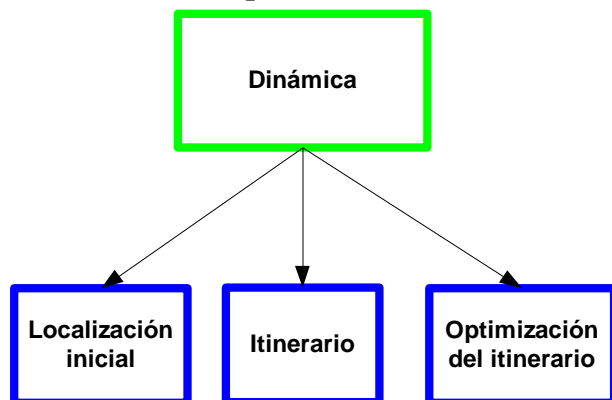 Dinámica
Localización
inicial
Itinerario
Optimización
del itinerario